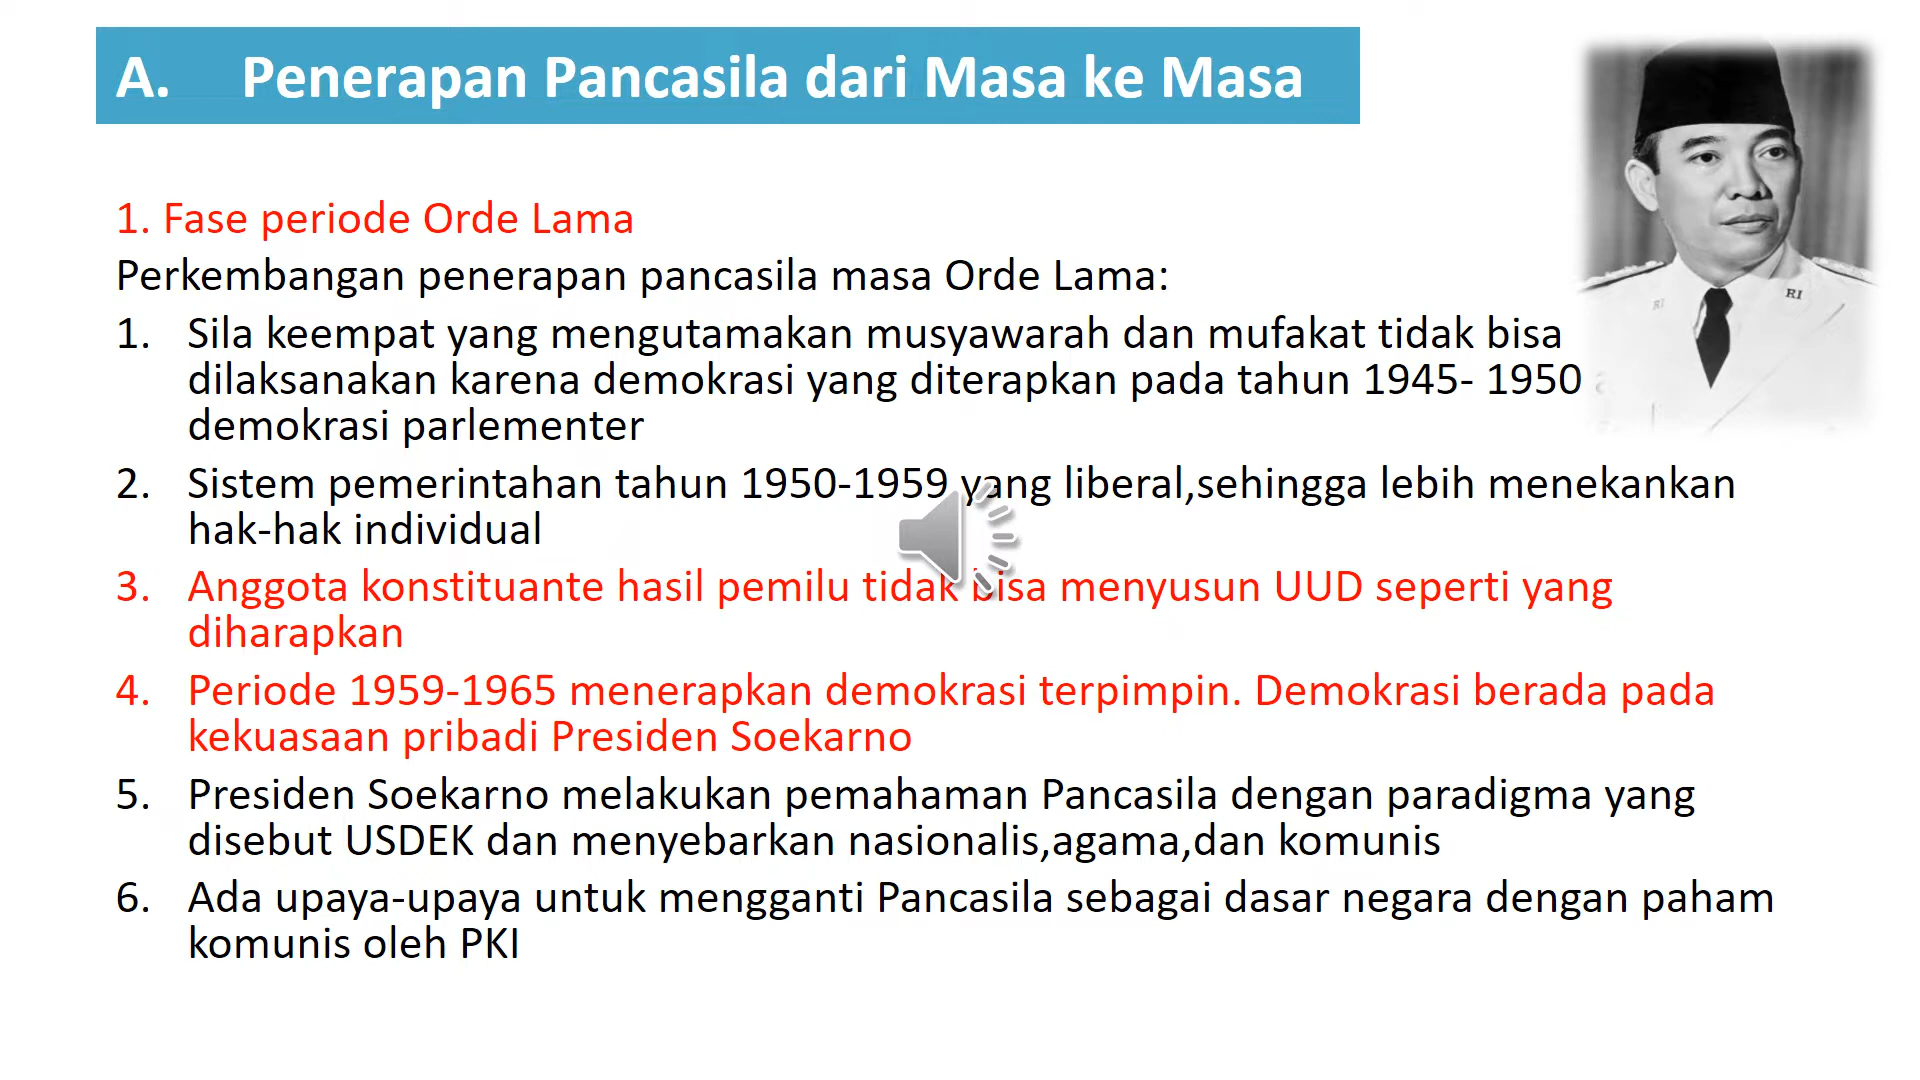 A. Penerapan Pancasila dari Masa ke Masa
1. Fase periode Orde Lama
Perkembangan penerapan pancasila masa Orde Lama:
1. Sila keempat yang mengutamakan musyawarah dan mufakat tidak bisa
dilaksanakan karena demokrasi yang diterapkan pada tahun 1945- 1950
demokrasi parlementer
2. Sistem pemerintahan tahun 1950-1959 yang liberal,sehingga lebih menekankan
hak-hak individual
3. Anggota konstituante hasil pemilu tidak bisa menyusun UUD seperti yang
diharapkan
4. Periode 1959-1965 menerapkan demokrasi terpimpin. Demokrasi berada pada
kekuasaan pribadi Presiden Soekarno
5. Presiden Soekarno melakukan pemahaman Pancasila dengan paradigma yang
disebut USDEK dan menyebarkan nasionalis,agama,dan komunis
6. Ada upaya-upaya untuk mengganti Pancasila sebagai dasar negara dengan paham
komunis oleh PKI
RI
RI